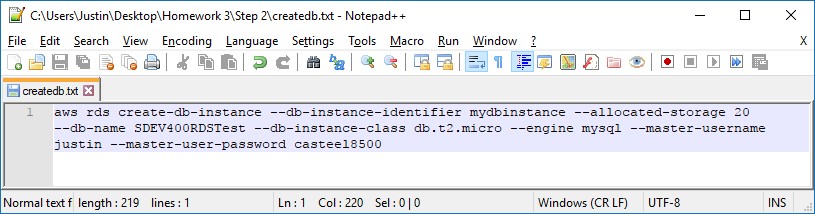 C:\Users\Justin\Desktop\Homework 3\Step 2\createdb.txt - Notepad++
File Edit Search View Encoding Language Settings Tools Macro Run Window ? X
createdb.txt
1 aws rds create-db-instance --db-instance-identifier mydbinstance --allocated-storage 20
--db-name SDEV400RDSTest --db-instance-class db.t2.micro --engine mysql --master-username
justin --master-user-password casteel8500
Normal text f length : 219 lines : 1 Ln : 1 Col : 220 Sel : 0 | 0 Windows (CR LF) UTF-8 INS